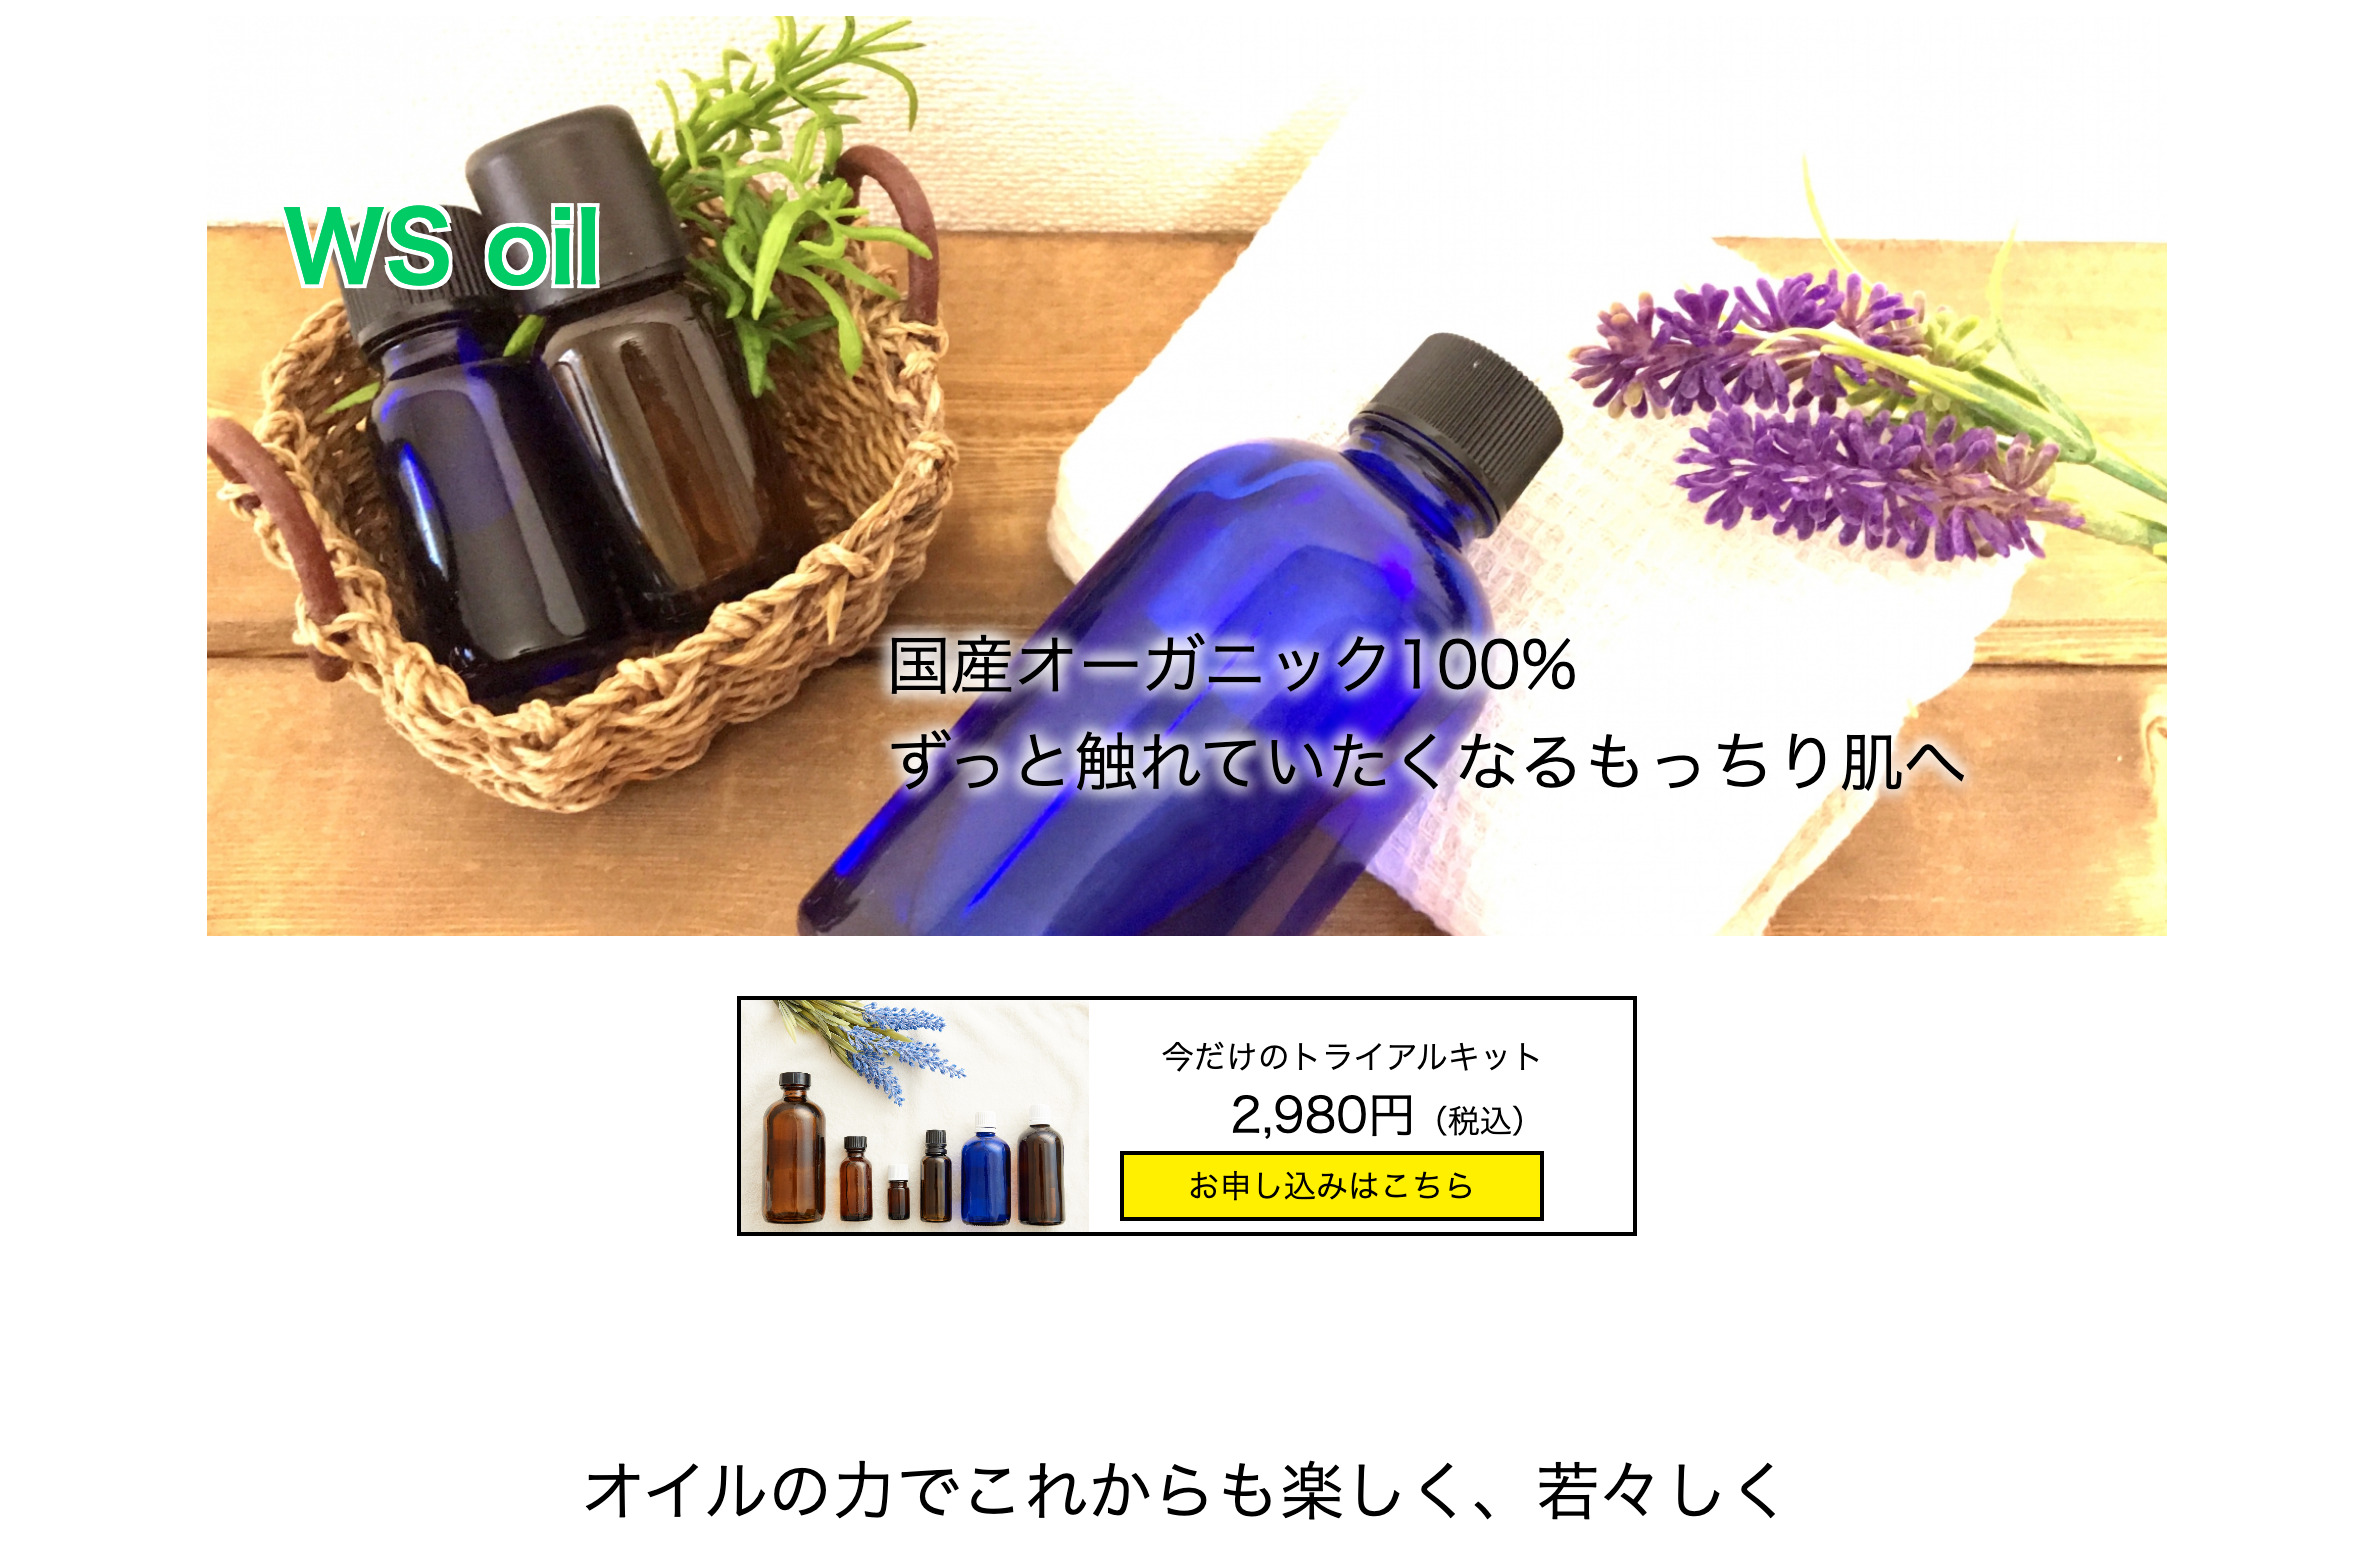 WS oil
国産オーガニック100%
ずっと触れていたくなるもっちり肌へ
今だけのトライアルキット
2,980円（税込）
お申し込みはこちら
オイルの力でこれからも楽しく、若々しく